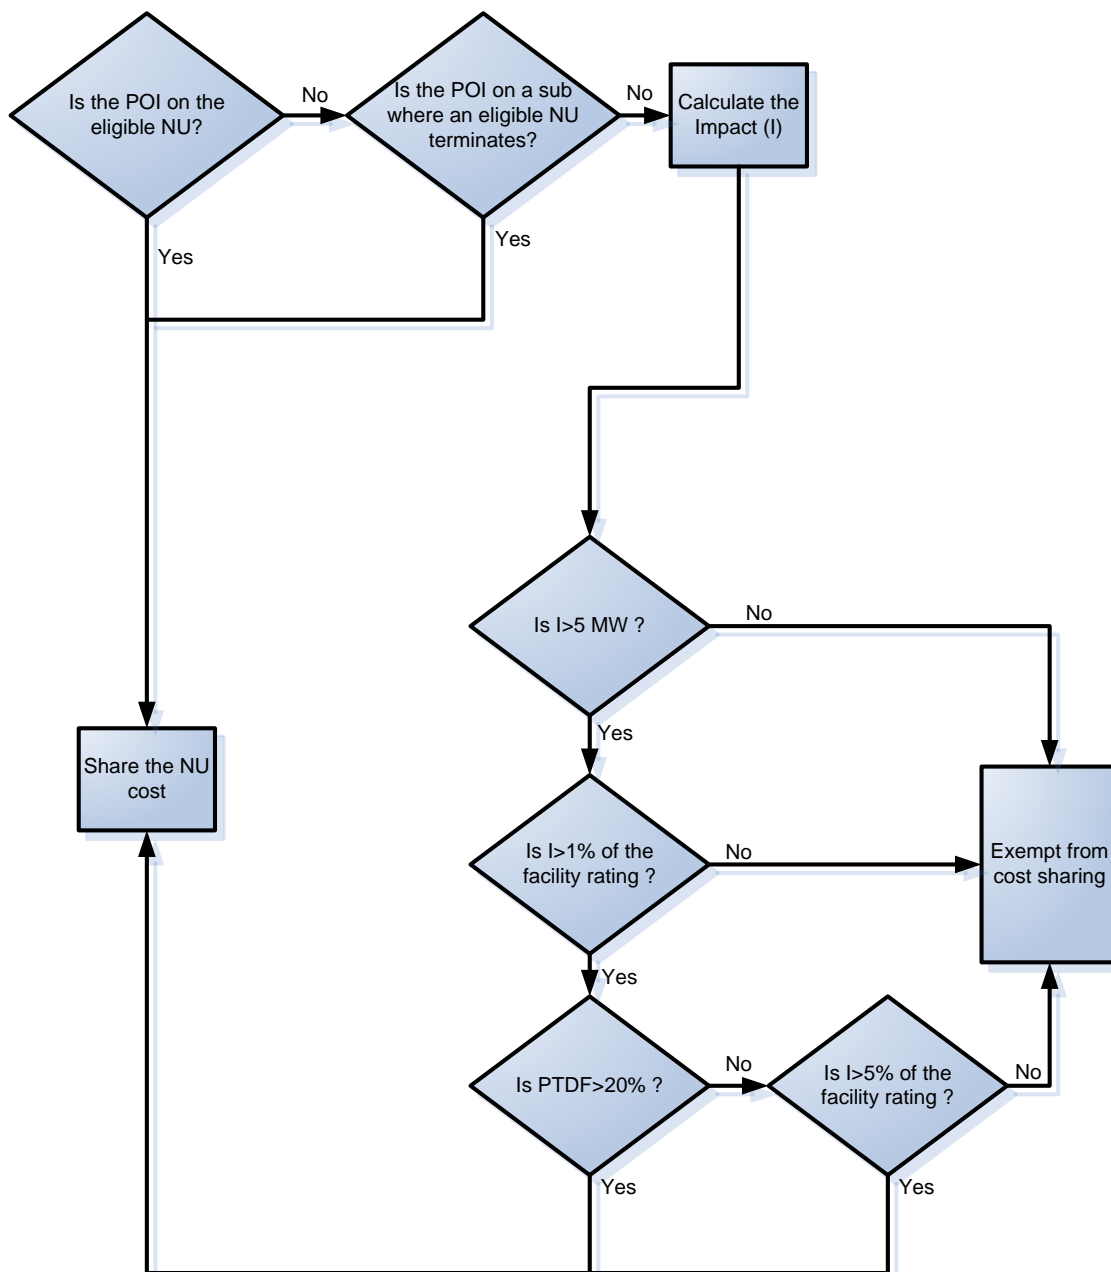 Is the POI on the
eligible NU?
No
Is the POI on a sub
where an eligible NU
terminates?
No
Calculate the
Impact (I)
Yes
Yes
Is I>5 MW ?
No
Yes
Share the NU
cost
Is I>1% of the
facility rating ?
No
Exempt from
cost sharing
Yes
Is PTDF>20% ?
No
Is I>5% of the
facility rating ?
No
Yes
Yes